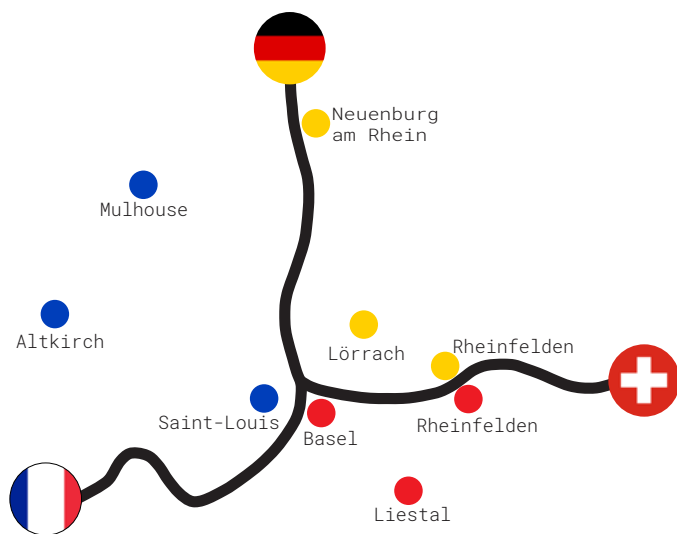 Neuenburg
am Rhein
Mulhouse
Altkirch
Lörrach
Rheinfelden
Saint-Louis
Basel
Rheinfelden
Liestal